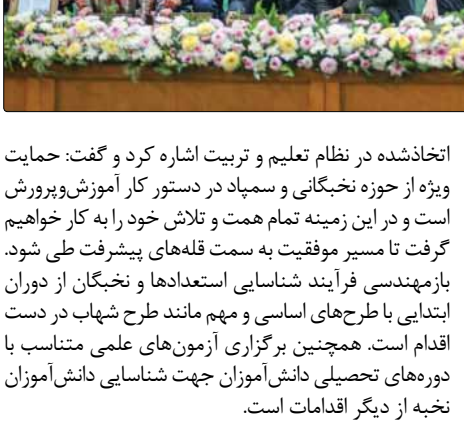 اتخاذشده در نظام تعلیم و تربیت اشاره کرد و گفت: حمایت
ویژه از حوزه نخبگانی و سمپاد در دستور کار آموزش‌وپرورش
است و در این زمینه تمام همت و تلاش خود را به کار خواهیم
گرفت تا مسیر موفقیت به سمت قله‌های پیشرفت طی شود.
بازمهندسی فرآیند شناسایی استعدادها و نخبگان از دوران
ابتدایی با طرح‌های اساسی و مهم مانند طرح شهاب در دست
اقدام است. همچنین برگزاری آزمون‌های علمی متناسب با
دوره‌های تحصیلی دانش‌آموزان جهت شناسایی دانش‌آموزان
نخبه از دیگر اقدامات است.